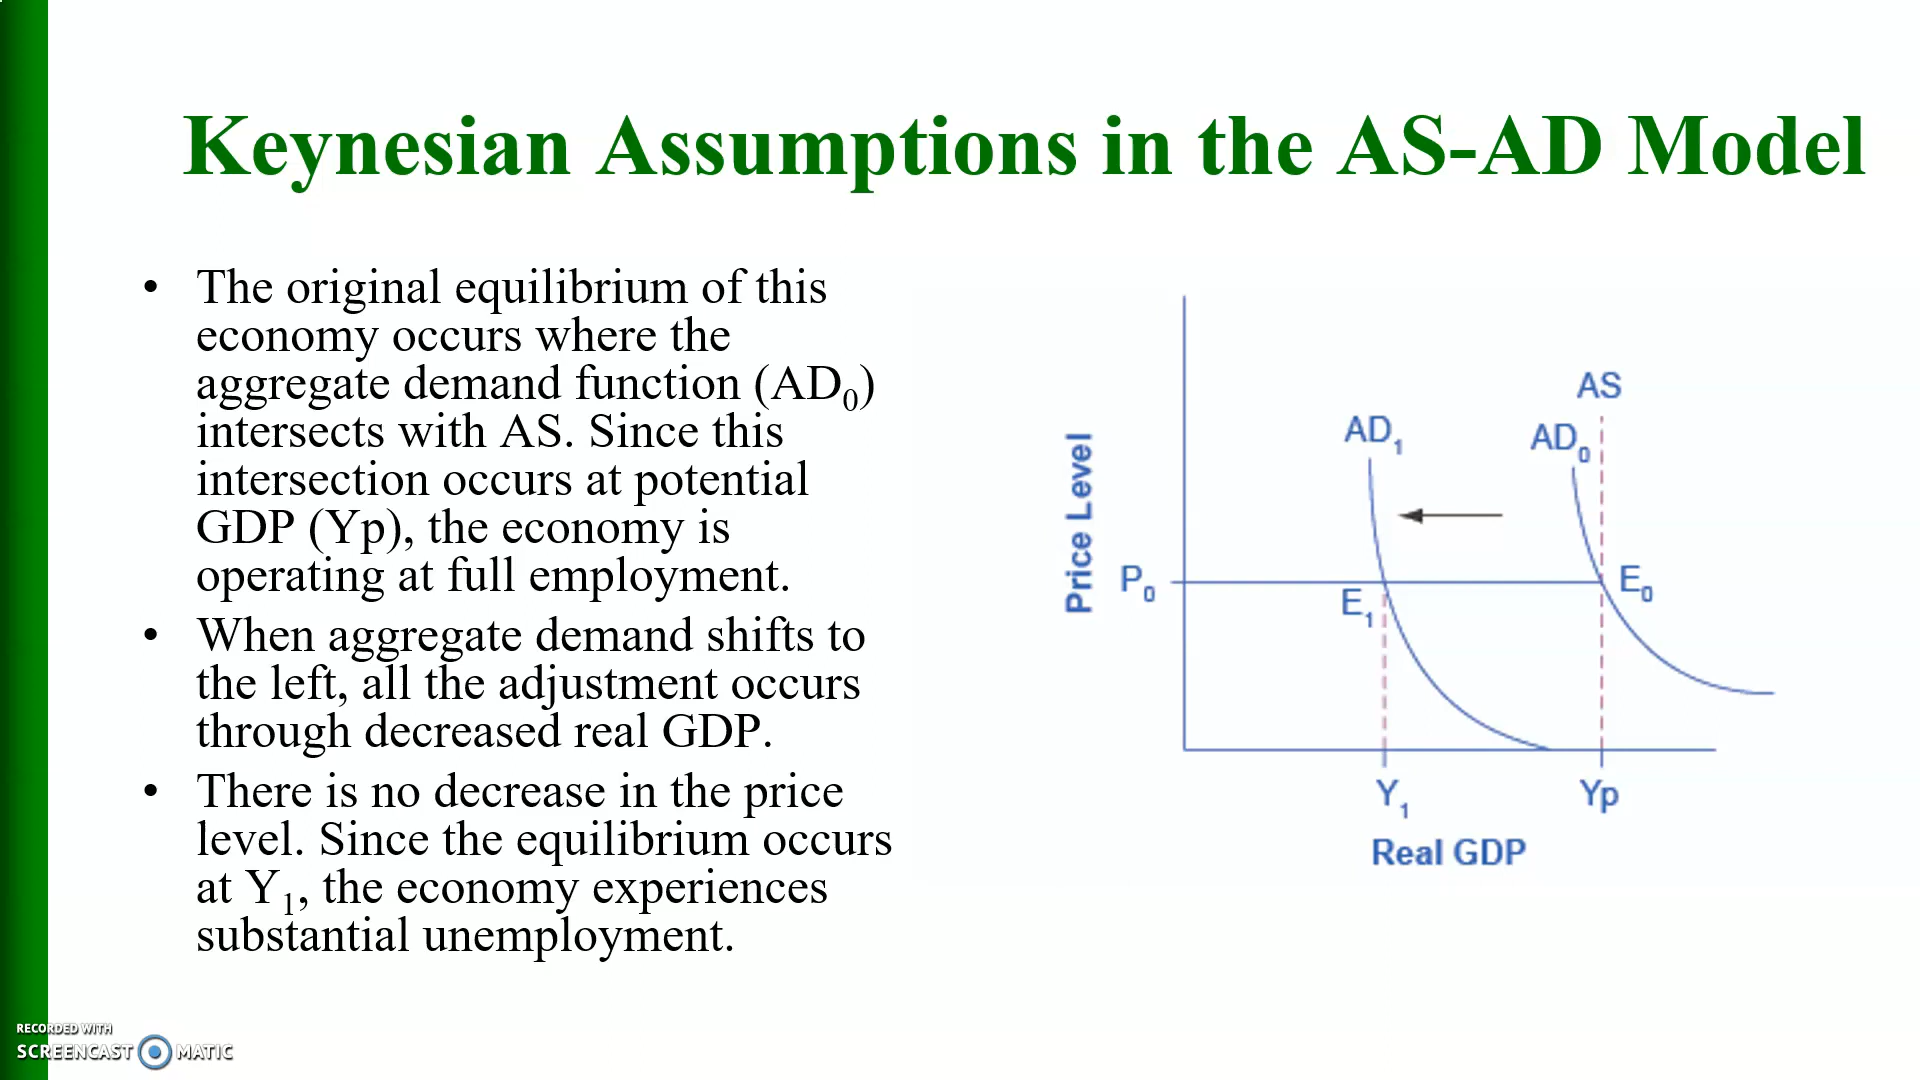 Keynesian Assumptions in the AS-AD Model
• The original equilibrium of this
economy occurs where the
aggregate demand function (AD₀)
intersects with AS. Since this
intersection occurs at potential
GDP (Yp), the economy is
operating at full employment.
• When aggregate demand shifts to
the left, all the adjustment occurs
through decreased real GDP.
• There is no decrease in the price
level. Since the equilibrium occurs
at Y₁, the economy experiences
substantial unemployment.
AS
AD₁
AD₀
Price Level
P₀
E₀
E₁
Y₁
Yp
Real GDP
RECORDED WITH
SCREENCAST MATIC